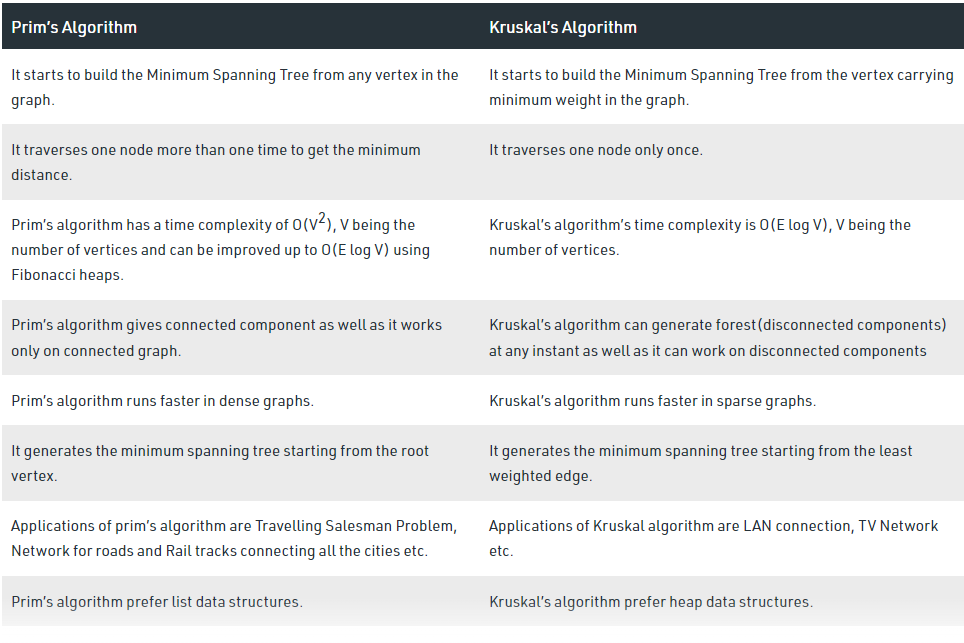 Prim’s Algorithm
Kruskal’s Algorithm
It starts to build the Minimum Spanning Tree from any vertex in the
graph.
It starts to build the Minimum Spanning Tree from the vertex carrying
minimum weight in the graph.
It traverses one node more than one time to get the minimum
distance.
It traverses one node only once.
Prim’s algorithm has a time complexity of O(V2), V being the
number of vertices and can be improved up to O(E log V) using
Fibonacci heaps.
Kruskal’s algorithm’s time complexity is O(E log V), V being the
number of vertices.
Prim’s algorithm gives connected component as well as it works
only on connected graph.
Kruskal’s algorithm can generate forest(disconnected components)
at any instant as well as it can work on disconnected components
Prim’s algorithm runs faster in dense graphs.
Kruskal’s algorithm runs faster in sparse graphs.
It generates the minimum spanning tree starting from the root
vertex.
It generates the minimum spanning tree starting from the least
weighted edge.
Applications of prim’s algorithm are Travelling Salesman Problem,
Network for roads and Rail tracks connecting all the cities etc.
Applications of Kruskal algorithm are LAN connection, TV Network
etc.
Prim’s algorithm prefer list data structures.
Kruskal’s algorithm prefer heap data structures.